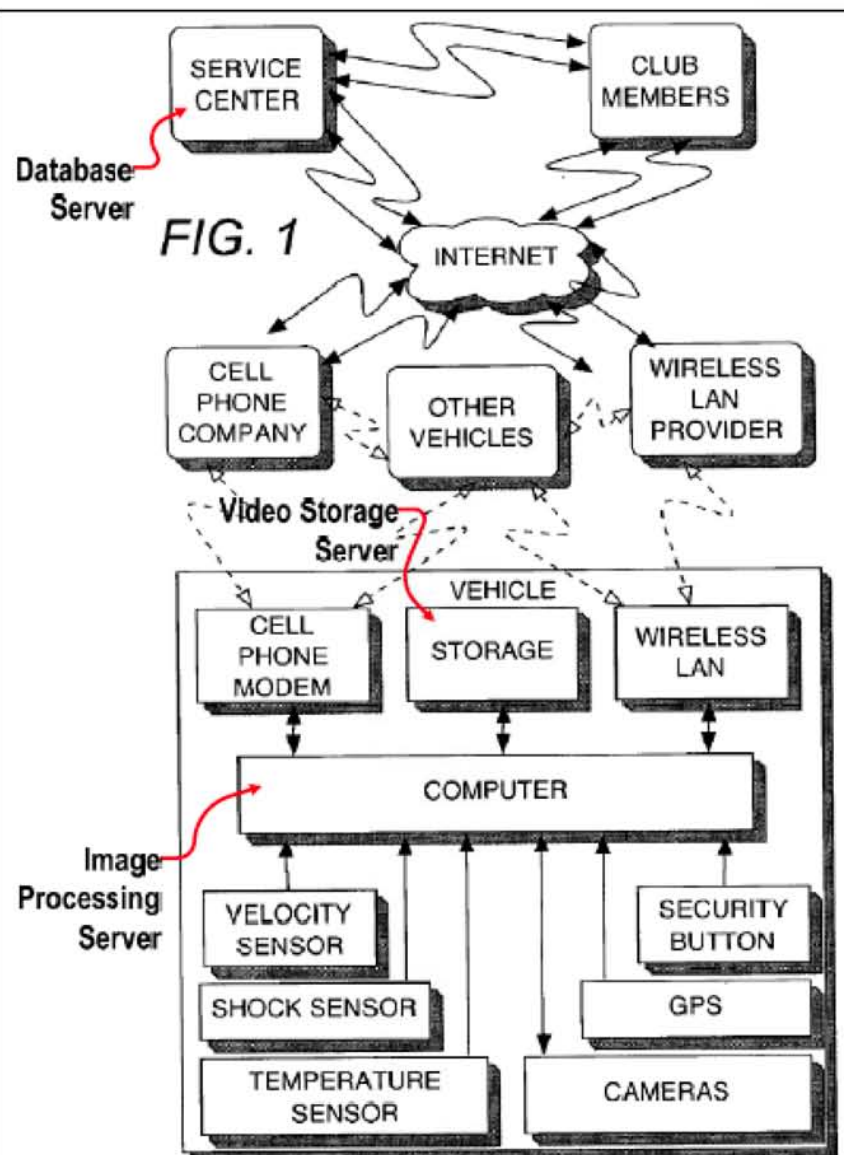 SERVICE
CENTER
CLUB
MEMBERS
Database
Server
FIG. 1
INTERNET
CELL
PHONE
COMPANY
OTHER
VEHICLES
WIRELESS
LAN
PROVIDER
Video Storage
Server
VEHICLE
CELL
PHONE
MODEM
STORAGE
WIRELESS
LAN
COMPUTER
Image
Processing
Server
VELOCITY
SENSOR
SECURITY
BUTTON
SHOCK SENSOR
GPS
TEMPERATURE
SENSOR
CAMERAS